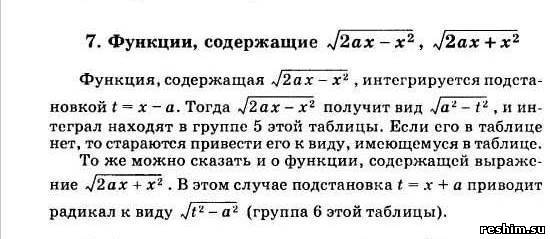 7. Функции, содержащие √2ax − x², √2ax + x²
Функция, содержащая √2ax − x², интегрируется подста-
новкой t = x − a. Тогда √2ax − x² получит вид √a² − t², и ин-
теграл находят в группе 5 этой таблицы. Если его в таблице
нет, то стараются привести его к виду, имеющемуся в таблице.
То же можно сказать и о функции, содержащей выраже-
ние √2ax + x². В этом случае подстановка t = x + a приводит
радикал к виду √t² − a² (группа 6 этой таблицы).
reshim.su